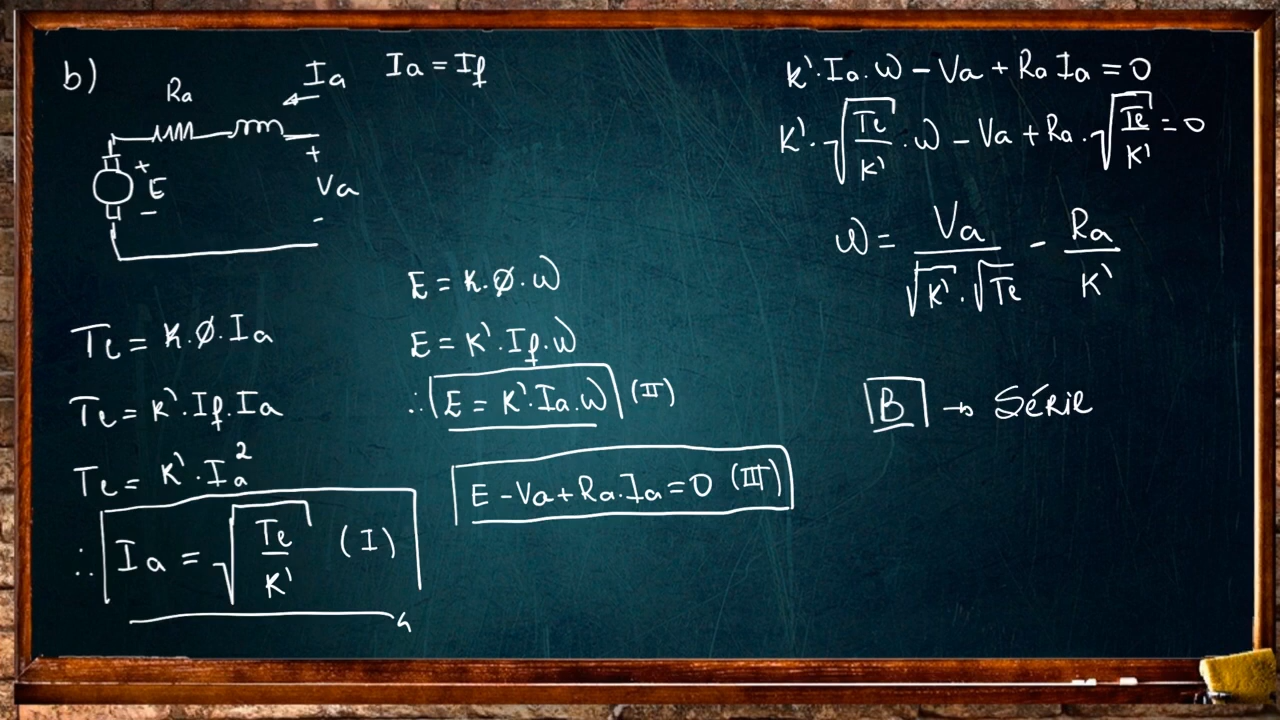 b)
Ia = If
Ra
Ia
+
E
-
+
Va
-
Te = K.Ø.Ia
Te = K'.If.Ia
Te = K'.Ia²
∴ Ia = √(Te/K') (I)
E = K.Ø.ω
E = K'.If.ω
∴ E = K'.Ia.ω (II)
E - Va + Ra.Ia = 0 (III)
K'.Ia.ω - Va + Ra Ia = 0
K'.√(Te/K').ω - Va + Ra.√(Te/K') = 0
ω = Va/(√K'.√Te) - Ra/K'
B → Série